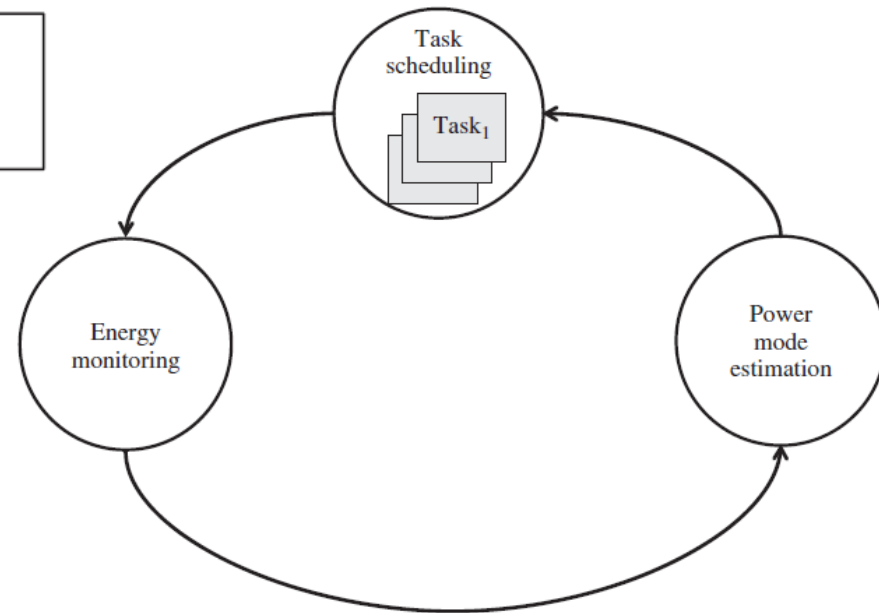 Task
scheduling
Task₁
Energy
monitoring
Power
mode
estimation